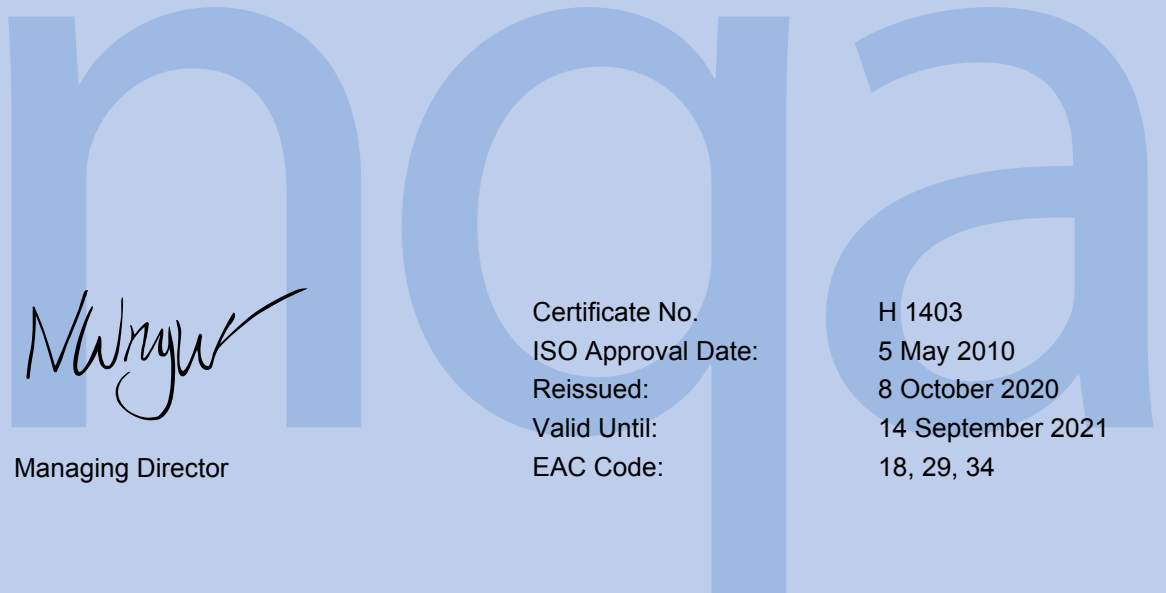 nqa
Certificate No. H 1403
ISO Approval Date: 5 May 2010
Reissued: 8 October 2020
Valid Until: 14 September 2021
Managing Director EAC Code: 18, 29, 34